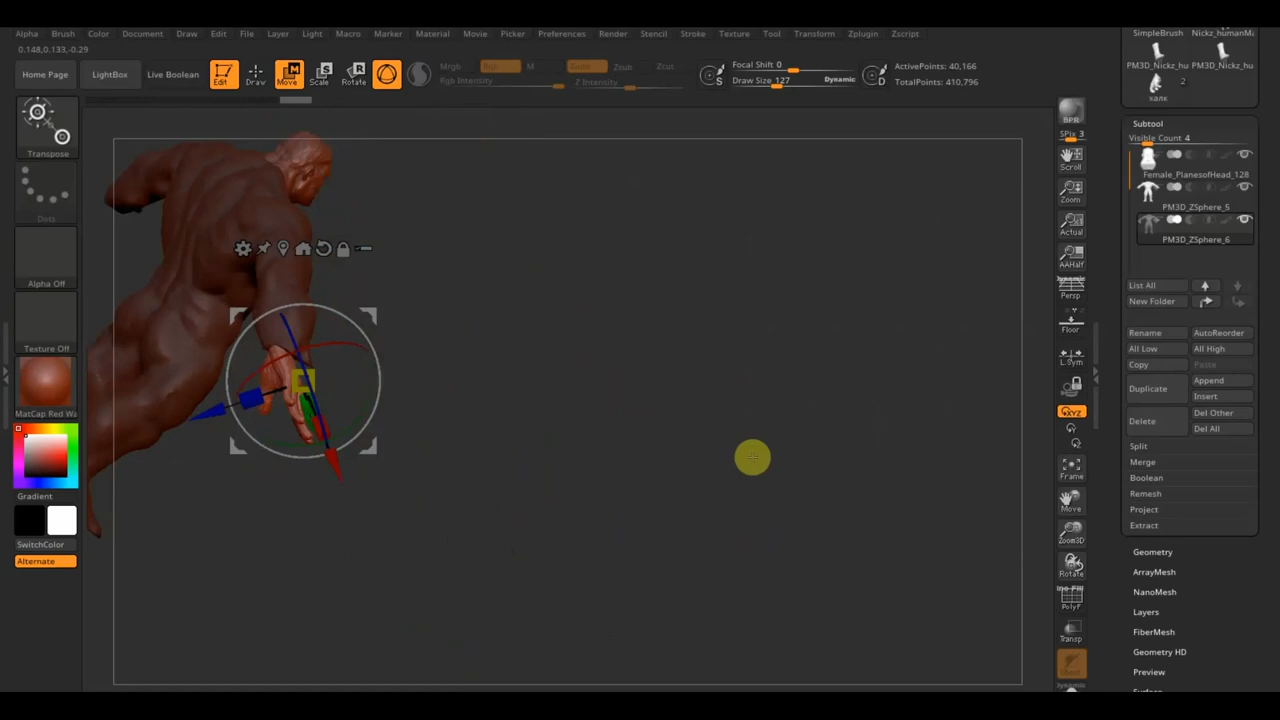 Alpha Brush Color Document Draw Edit File Layer Light Macro Marker Material Movie Picker Preferences Render Stencil Stroke Texture Tool Transform Zplugin Zscript
0.148,0.133,-0.29
Home Page LightBox Live Boolean Edit Draw Move Scale Rotate Mrgb Rgb M Zadd Zsub Zcut Focal Shift 0 ActivePoints: 40,166
Rgb Intensity Z Intensity S Draw Size 127 Dynamic D TotalPoints: 410,796
Transpose
Dots
Alpha Off
Texture Off
MatCap Red Wa
Gradient
SwitchColor
Alternate
BPR
SPix 3
Scroll
Zoom
Actual
AAHalf
Dynamic
Persp
Floor
L.Sym
XYZ
Y
Z
Frame
Move
Zoom3D
Rotate
PolyF
Transp
Dynamic
SimpleBrush Nickz_humanMa
PM3D_Nickz_hu PM3D_Nickz_hu
2
халк
Subtool
Visible Count 4
Female_PlanesofHead_128
PM3D_ZSphere_5
PM3D_ZSphere_6
List All
New Folder
Rename AutoReorder
All Low All High
Copy Paste
Duplicate Append
Insert
Delete Del Other
Del All
Split
Merge
Boolean
Remesh
Project
Extract
Geometry
ArrayMesh
NanoMesh
Layers
FiberMesh
Geometry HD
Preview